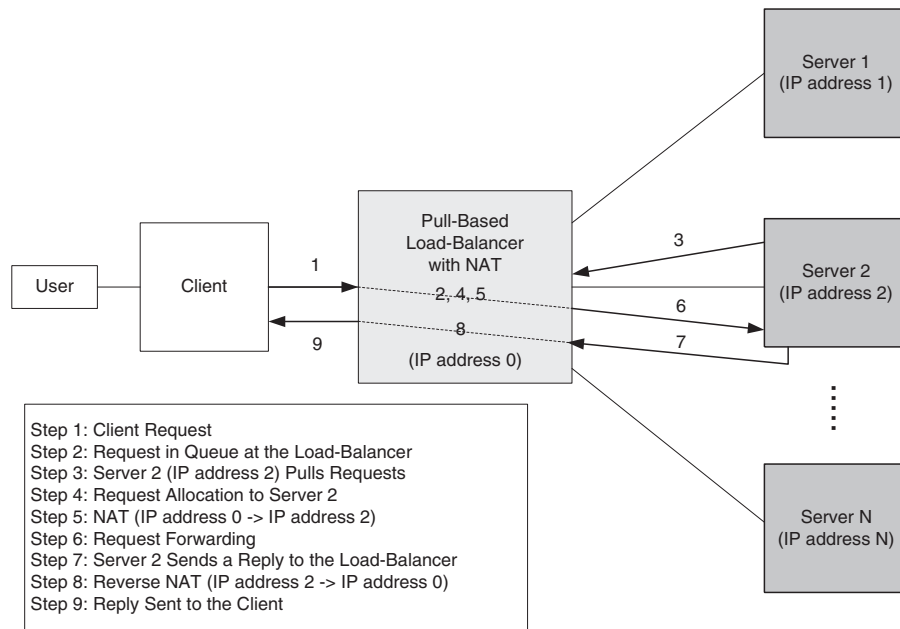 Server 1
(IP address 1)
Pull-Based
Load-Balancer
with NAT
2, 4, 5
8
(IP address 0)
User
Client
1
9
3
6
7
Server 2
(IP address 2)
Server N
(IP address N)
Step 1: Client Request
Step 2: Request in Queue at the Load-Balancer
Step 3: Server 2 (IP address 2) Pulls Requests
Step 4: Request Allocation to Server 2
Step 5: NAT (IP address 0 -> IP address 2)
Step 6: Request Forwarding
Step 7: Server 2 Sends a Reply to the Load-Balancer
Step 8: Reverse NAT (IP address 2 -> IP address 0)
Step 9: Reply Sent to the Client